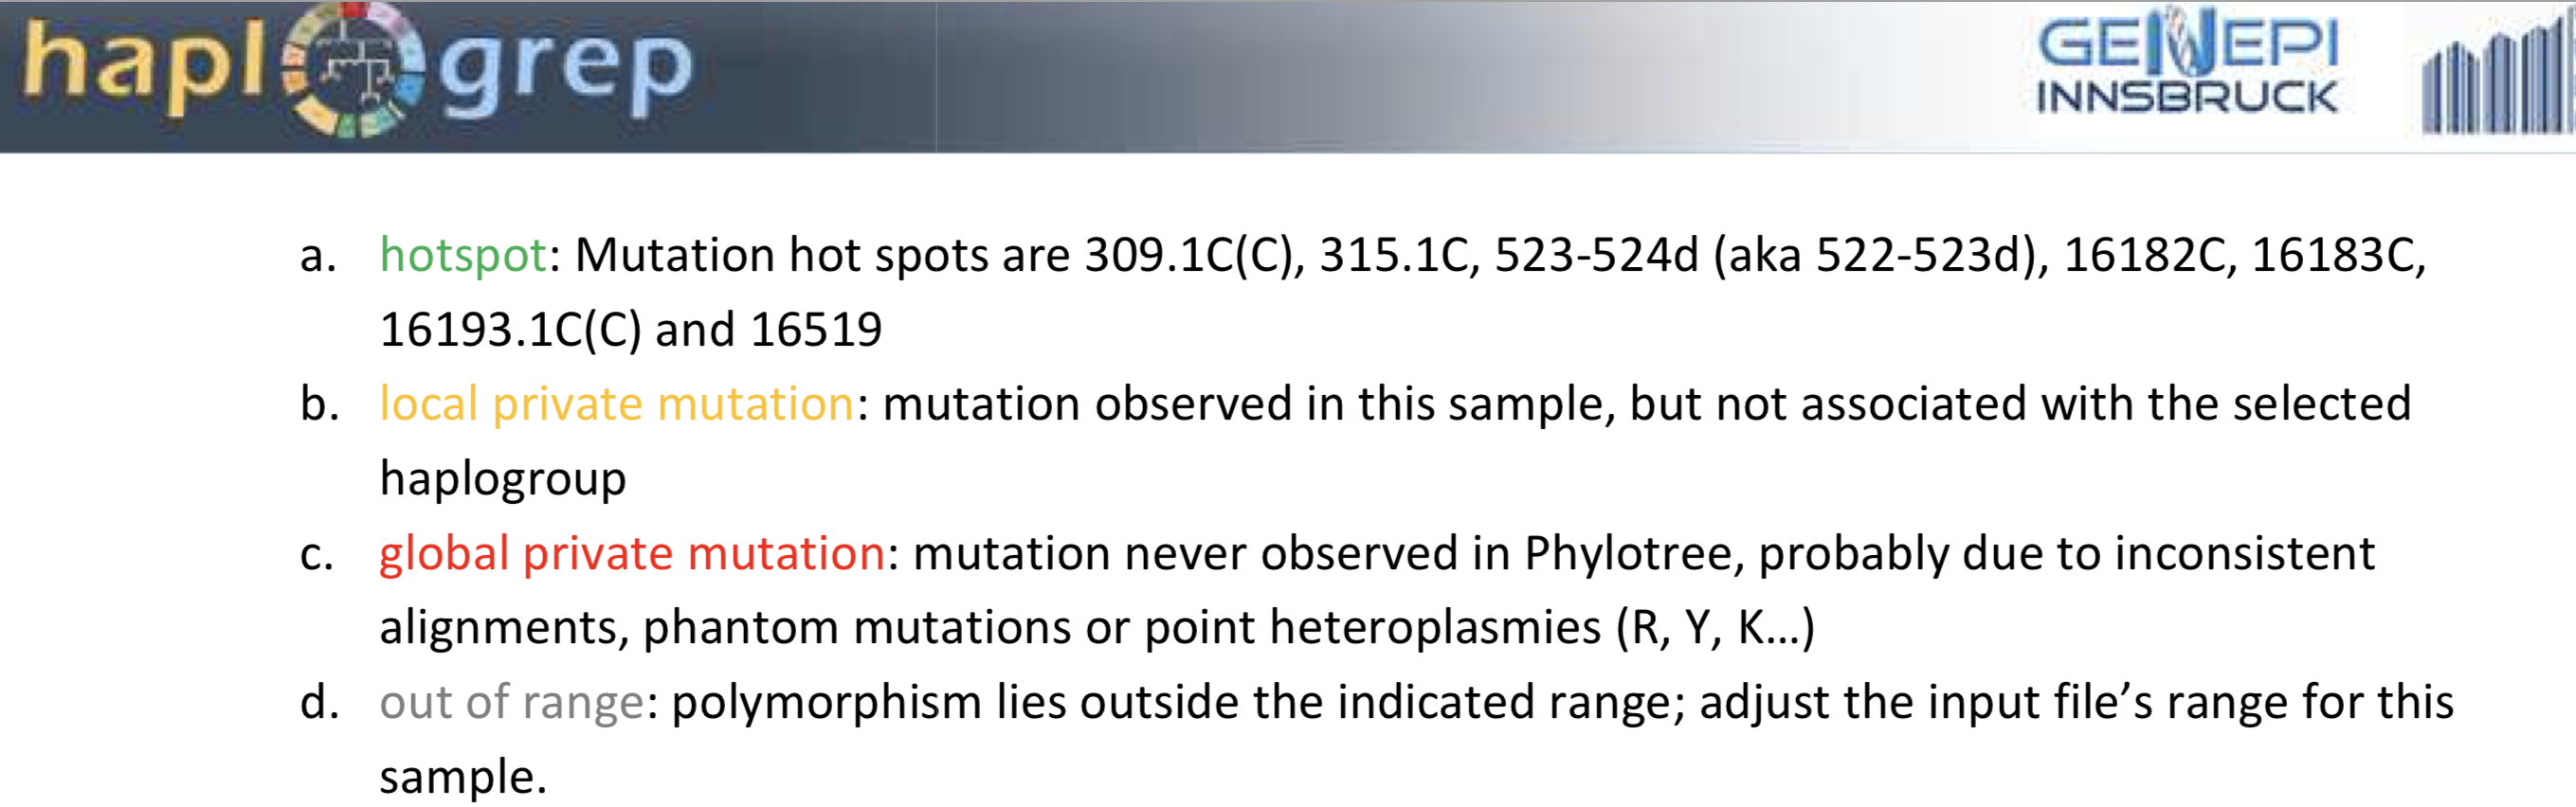 haplogrep
GENEPI
INNSBRUCK
a. hotspot: Mutation hot spots are 309.1C(C), 315.1C, 523-524d (aka 522-523d), 16182C, 16183C,
16193.1C(C) and 16519
b. local private mutation: mutation observed in this sample, but not associated with the selected
haplogroup
c. global private mutation: mutation never observed in Phylotree, probably due to inconsistent
alignments, phantom mutations or point heteroplasmies (R, Y, K…)
d. out of range: polymorphism lies outside the indicated range; adjust the input file’s range for this
sample.